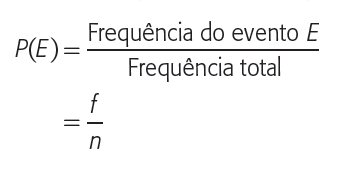 P(E) = Frequência do evento E
Frequência total
= f
n